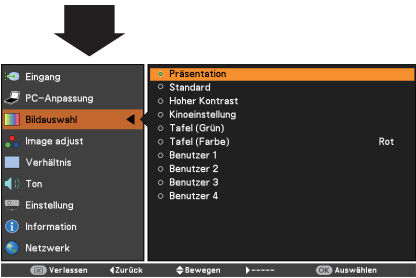 Eingang
PC-Anpassung
Bildauswahl
Image adjust
Verhältnis
Ton
Einstellung
Information
Netzwerk
Präsentation
Standard
Hoher Kontrast
Kinoeinstellung
Tafel (Grün)
Tafel (Farbe) Rot
Benutzer 1
Benutzer 2
Benutzer 3
Benutzer 4
Verlassen Zurück Bewegen ----- OK Auswählen